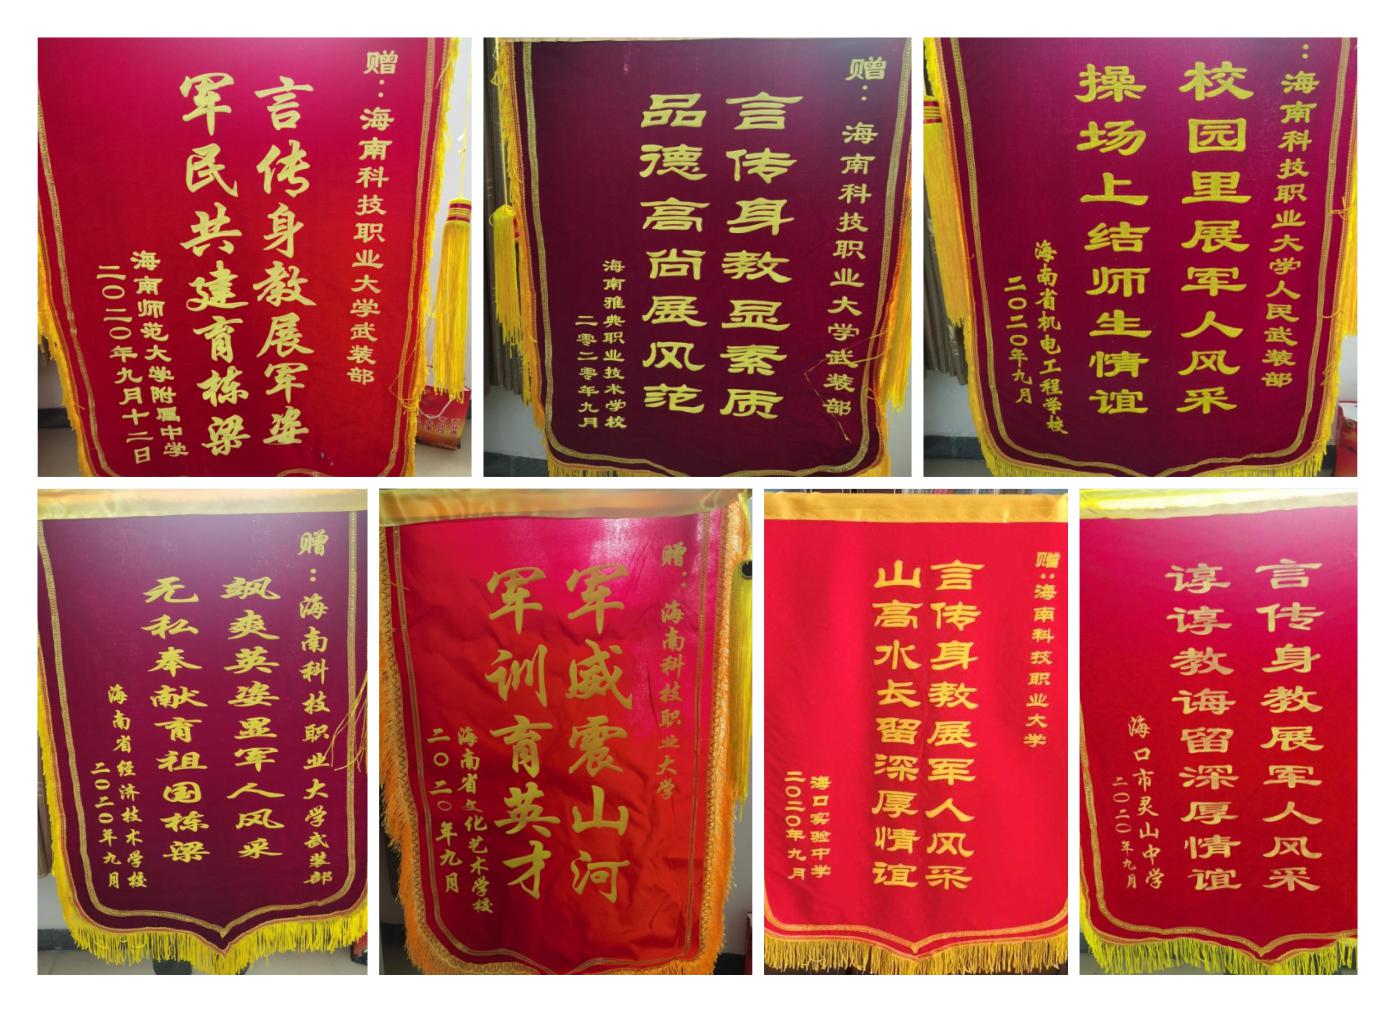 赠：海南科技职业大学武装部
言传身教展军姿
军民共建育栋梁
海南师范大学附属中学
二〇二〇年九月十二日
赠：海南科技职业大学武装部
言传身教显素质
品德高尚展风范
海南雅典职业技术学校
二零二零年九月
：海南科技职业大学人民武装部
校园里展军人风采
操场上结师生情谊
海南省机电工程学校
二〇二〇年九月
赠：海南科技职业大学武装部
飒爽英姿显军人风采
无私奉献育祖国栋梁
海南省经济技术学校
二〇二〇年九月
赠：海南科技职业大学
军威震山河
军训育英才
海南省文化艺术学校
二〇二〇年九月
赠：海南科技职业大学
言传身教展军人风采
山高水长留深厚情谊
海口实验中学
二〇二〇年九月
言传身教展军人风采
谆谆教诲留深厚情谊
海口市灵山中学
二〇二〇年九月